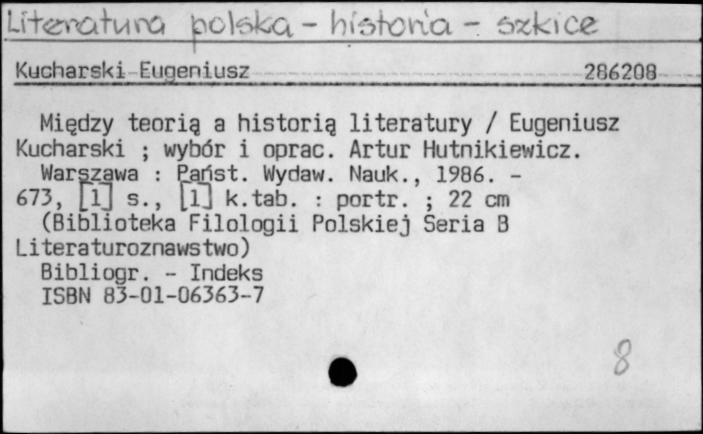 Literatura polska - historia - szkice
Kucharski Eugeniusz 286208
Między teorią a historią literatury / Eugeniusz
Kucharski ; wybór i oprac. Artur Hutnikiewicz.
Warszawa : Państ. Wydaw. Nauk., 1986. -
673, [1] s., [1] k.tab. : portr. ; 22 cm
(Biblioteka Filologii Polskiej Seria B
Literaturoznawstwo)
Bibliogr. - Indeks
ISBN 83-01-06363-7
8